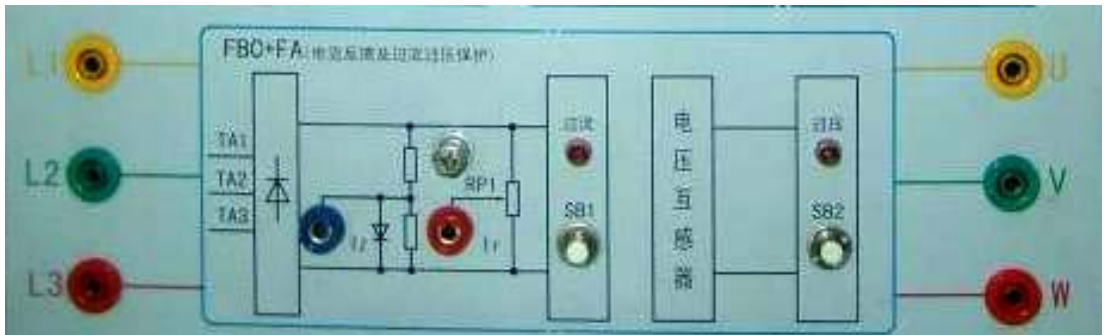 FBC+FA(电流反馈及过流过压保护)
L1
U
TA1
过流
电压互感器
过压
L2
TA2
RP1
V
TA3
SB1
SB2
Iz
If
L3
W